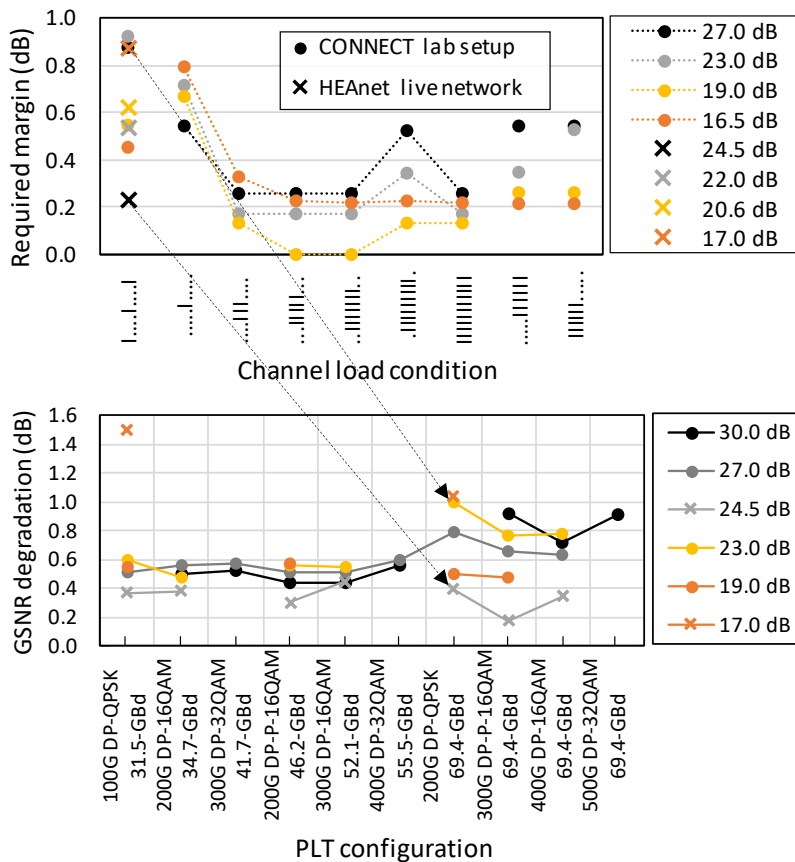 Required margin (dB)
1.0
0.8
0.6
0.4
0.2
0.0
CONNECT lab setup
HEAnet live network
27.0 dB
23.0 dB
19.0 dB
16.5 dB
24.5 dB
22.0 dB
20.6 dB
17.0 dB
Channel load condition
GSNR degradation (dB)
1.6
1.4
1.2
1.0
0.8
0.6
0.4
0.2
0.0
30.0 dB
27.0 dB
24.5 dB
23.0 dB
19.0 dB
17.0 dB
100G DP-QPSK
31.5-GBd
200G DP-16QAM
34.7-GBd
300G DP-32QAM
41.7-GBd
200G DP-P-16QAM
46.2-GBd
300G DP-16QAM
52.1-GBd
400G DP-32QAM
55.5-GBd
200G DP-QPSK
69.4-GBd
300G DP-P-16QAM
69.4-GBd
400G DP-16QAM
69.4-GBd
500G DP-32QAM
69.4-GBd
PLT configuration